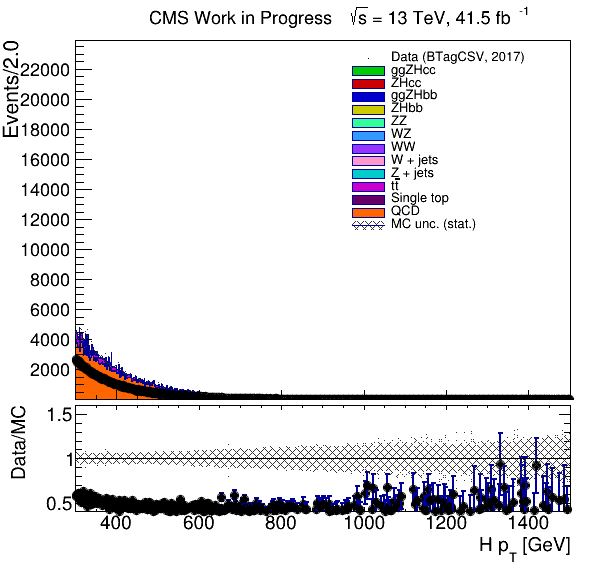 CMS Work in Progress √s = 13 TeV, 41.5 fb⁻¹
Events/2.0
22000
20000
18000
16000
14000
12000
10000
8000
6000
4000
2000
Data (BTagCSV, 2017)
ggZHcc
ZHcc
ggZHbb
ZHbb
ZZ
WZ
WW
W + jets
Z + jets
tt̅
Single top
QCD
MC unc. (stat.)
Data/MC
1.5
1
0.5
400 600 800 1000 1200 1400
H p_T [GeV]